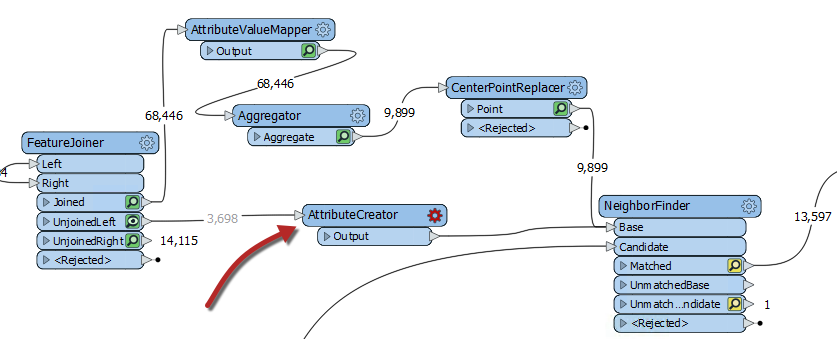 AttributeValueMapper
Output
68,446
68,446
Aggregator
Aggregate
9,899
CenterPointReplacer
Point
<Rejected>
9,899
FeatureJoiner
Left
Right
Joined
UnjoinedLeft
UnjoinedRight
14,115
<Rejected>
3,698
AttributeCreator
Output
NeighborFinder
Base
Candidate
Matched
13,597
UnmatchedBase
Unmatch...ndidate
1
<Rejected>